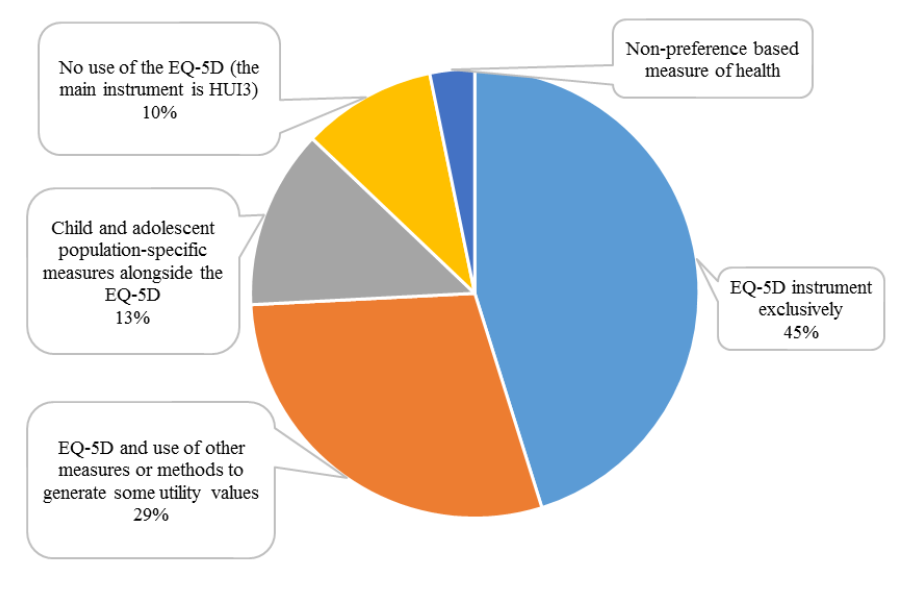 No use of the EQ-5D (the
main instrument is HUI3)
10%
Non-preference based
measure of health
Child and adolescent
population-specific
measures alongside the
EQ-5D
13%
EQ-5D instrument
exclusively
45%
EQ-5D and use of other
measures or methods to
generate some utility values
29%